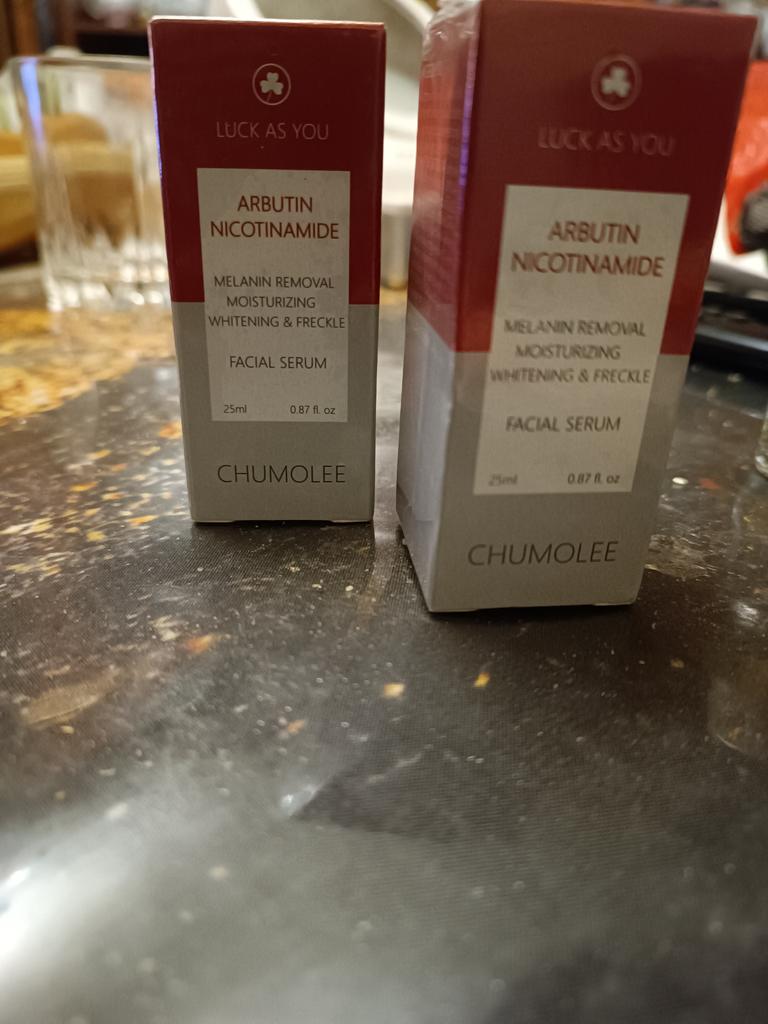 LUCK AS YOU
ARBUTIN
NICOTINAMIDE
MELANIN REMOVAL
MOISTURIZING
WHITENING & FRECKLE
FACIAL SERUM
25ml 0.87 fl. oz
CHUMOLEE
LUCK AS YOU
ARBUTIN
NICOTINAMIDE
MELANIN REMOVAL
MOISTURIZING
WHITENING & FRECKLE
FACIAL SERUM
25ml 0.87 fl. oz
CHUMOLEE